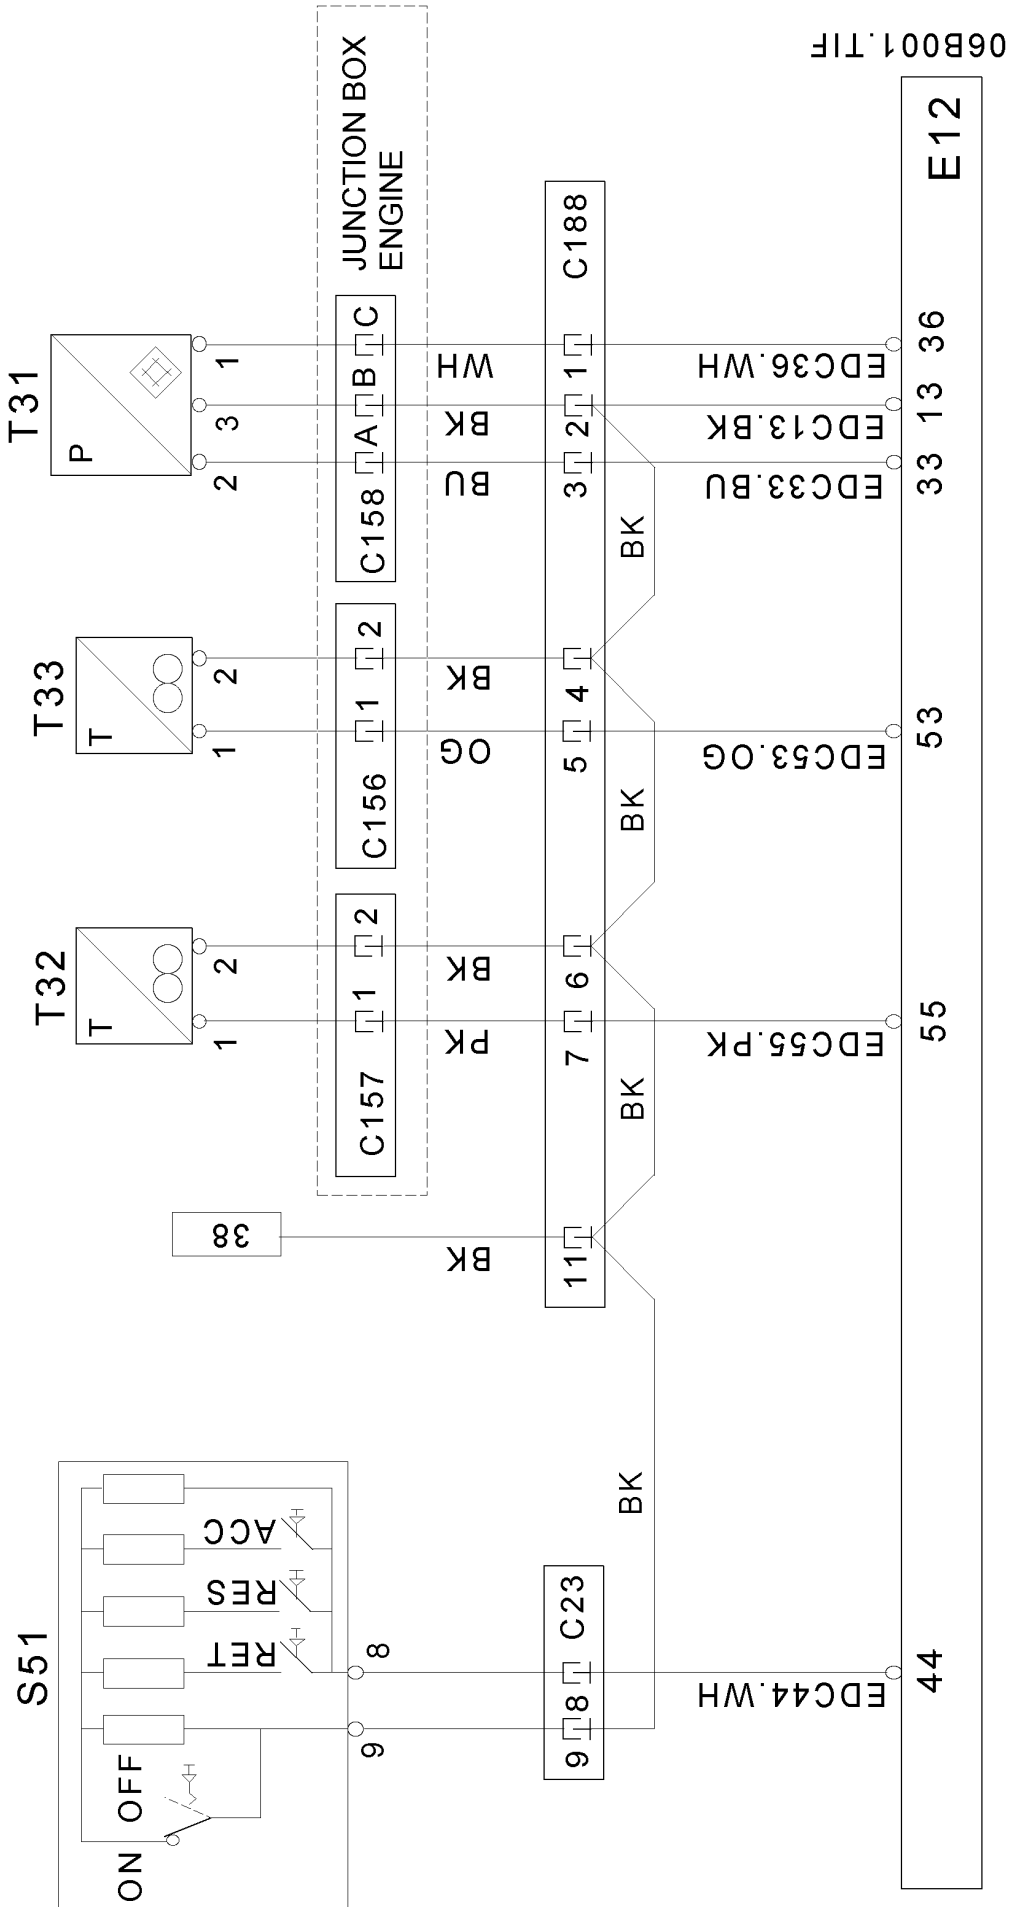 06B001.TIF
T31
P
1
3
2
JUNCTION BOX
ENGINE
C158
A
B
C
WH
BK
BU
C188
1
2
3
EDC36.WH
EDC13.BK
EDC33.BU
36
13
33
E12
BK
T33
T
2
1
C156
1
2
BK
OG
4
5
EDC53.OG
53
BK
T32
T
2
1
C157
1
2
BK
PK
6
7
EDC55.PK
55
BK
38
BK
11
BK
S51
ACC
RES
RET
ON OFF
8
9
C23
8
9
EDC44.WH
44